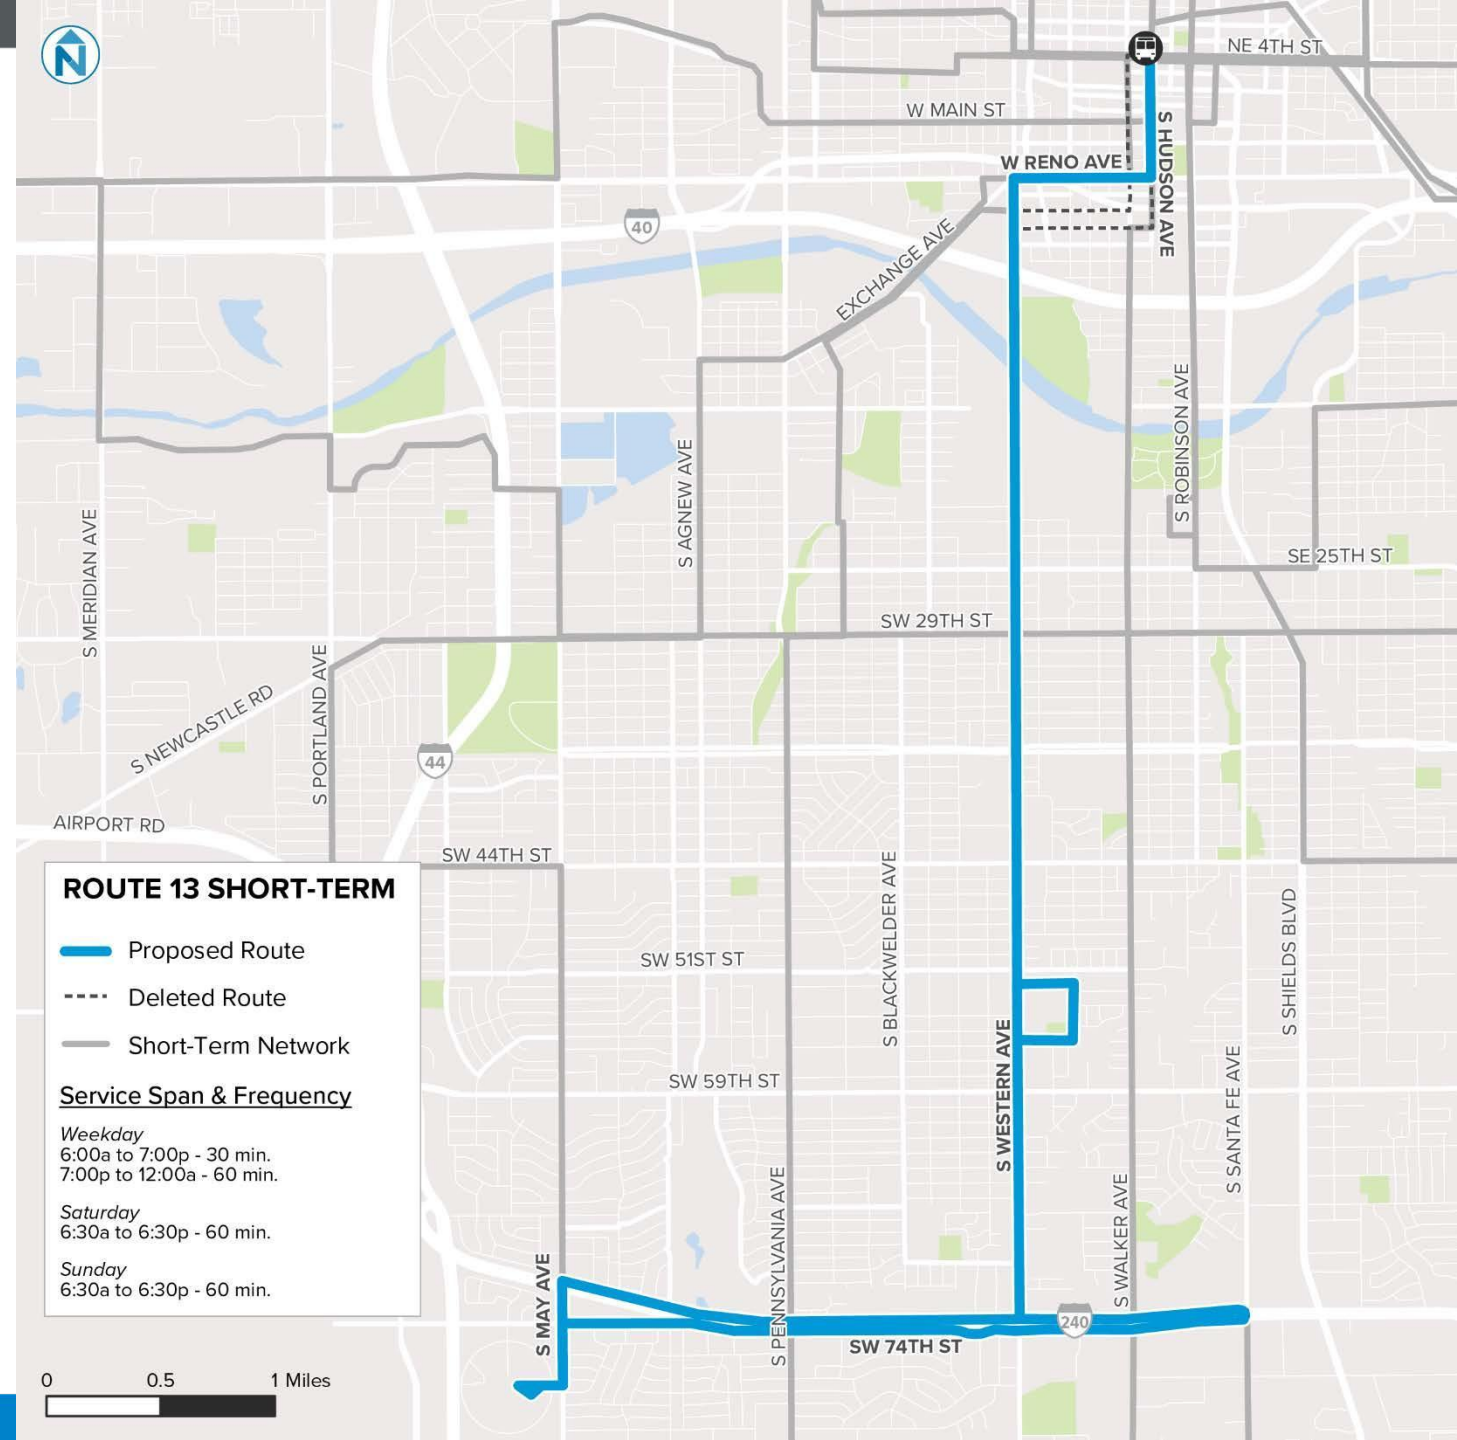 N
NE 4TH ST
W MAIN ST
W RENO AVE
S HUDSON AVE
40
EXCHANGE AVE
S ROBINSON AVE
S AGNEW AVE
S MERIDIAN AVE
SE 25TH ST
SW 29TH ST
S PORTLAND AVE
S NEWCASTLE RD
44
AIRPORT RD
SW 44TH ST
S BLACKWELDER AVE
S SHIELDS BLVD
SW 51ST ST
S WESTERN AVE
S SANTA FE AVE
SW 59TH ST
S PENNSYLVANIA AVE
S WALKER AVE
S MAY AVE
240
SW 74TH ST
ROUTE 13 SHORT-TERM
Proposed Route
Deleted Route
Short-Term Network
Service Span & Frequency
Weekday
6:00a to 7:00p - 30 min.
7:00p to 12:00a - 60 min.
Saturday
6:30a to 6:30p - 60 min.
Sunday
6:30a to 6:30p - 60 min.
0 0.5 1 Miles